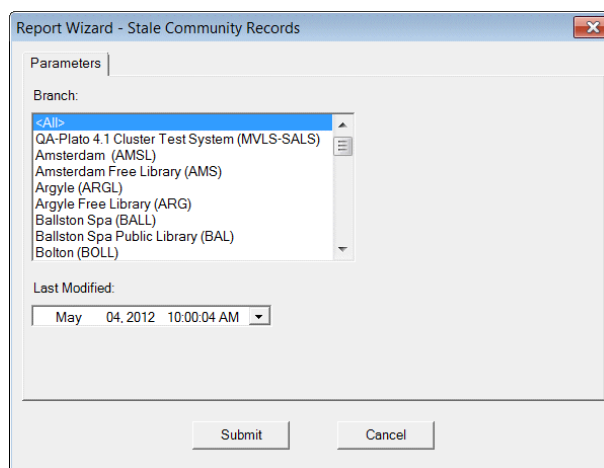 Report Wizard - Stale Community Records
Parameters
Branch:
<All>
QA-Plato 4.1 Cluster Test System (MVLS-SALS)
Amsterdam (AMSL)
Amsterdam Free Library (AMS)
Argyle (ARGL)
Argyle Free Library (ARG)
Ballston Spa (BALL)
Ballston Spa Public Library (BAL)
Bolton (BOLL)
Last Modified:
May 04, 2012 10:00:04 AM
Submit Cancel